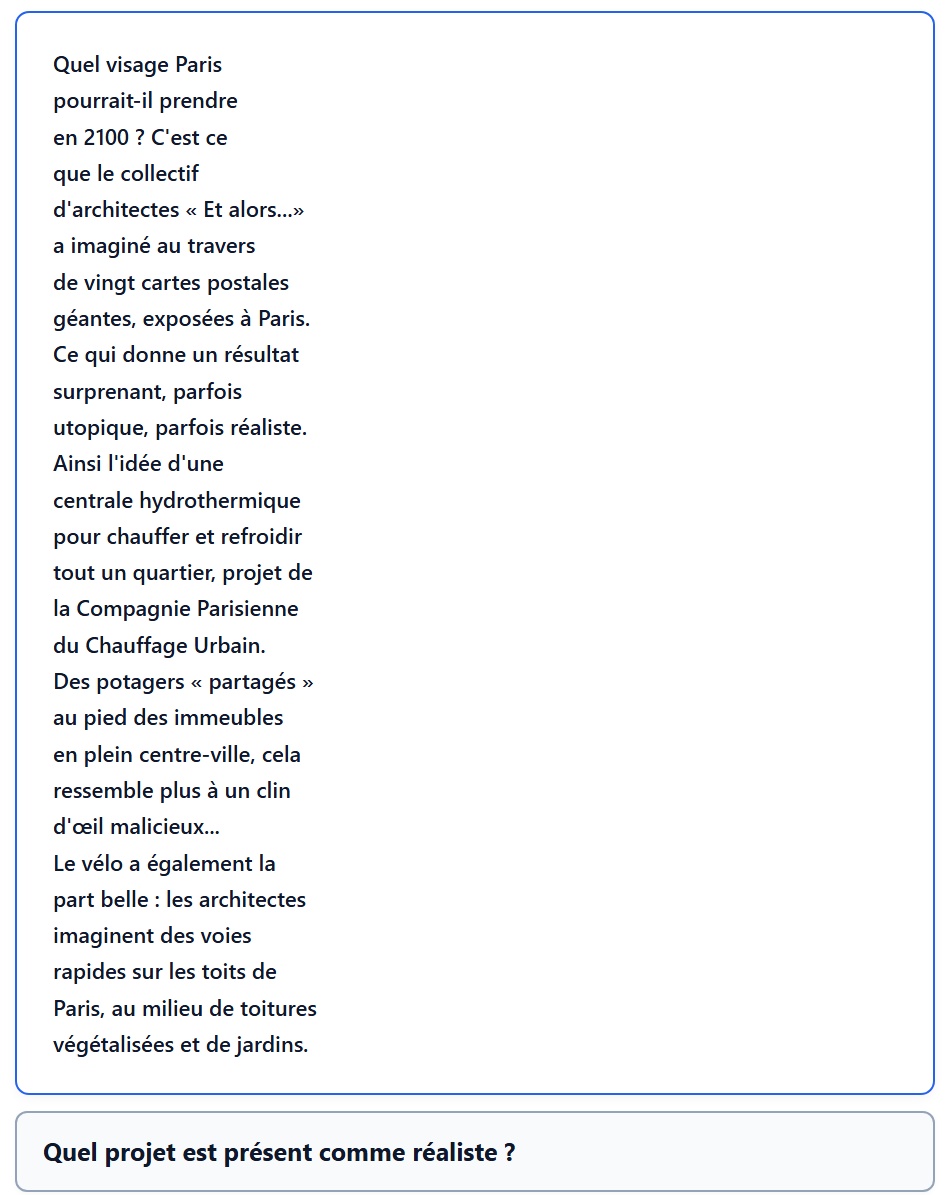 Quel visage Paris
pourrait-il prendre
en 2100 ? C'est ce
que le collectif
d'architectes « Et alors...»
a imaginé au travers
de vingt cartes postales
géantes, exposées à Paris.
Ce qui donne un résultat
surprenant, parfois
utopique, parfois réaliste.
Ainsi l'idée d'une
centrale hydrothermique
pour chauffer et refroidir
tout un quartier, projet de
la Compagnie Parisienne
du Chauffage Urbain.
Des potagers « partagés »
au pied des immeubles
en plein centre-ville, cela
ressemble plus à un clin
d'œil malicieux...
Le vélo a également la
part belle : les architectes
imaginent des voies
rapides sur les toits de
Paris, au milieu de toitures
végétalisées et de jardins.
Quel projet est présent comme réaliste ?